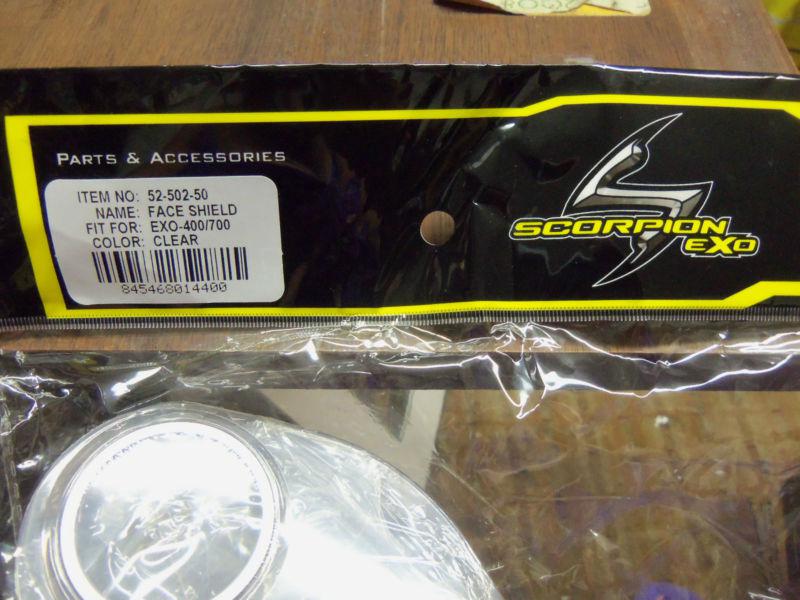 PARTS & ACCESSORIES
ITEM NO: 52-502-50
NAME: FACE SHIELD
FIT FOR: EXO-400/700
COLOR: CLEAR
845468014400
SCORPION
EXO